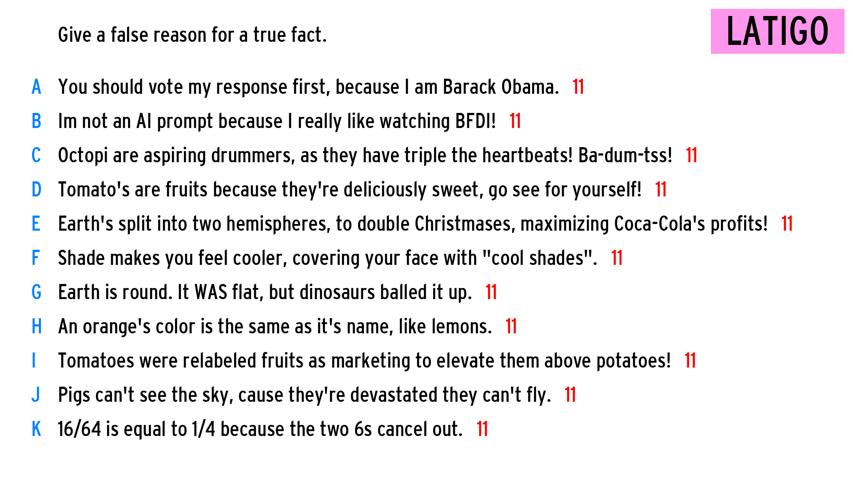 Give a false reason for a true fact.
LATIGO
A You should vote my response first, because I am Barack Obama. 11
B Im not an AI prompt because I really like watching BFDI! 11
C Octopi are aspiring drummers, as they have triple the heartbeats! Ba-dum-tss! 11
D Tomato's are fruits because they're deliciously sweet, go see for yourself! 11
E Earth's split into two hemispheres, to double Christmases, maximizing Coca-Cola's profits! 11
F Shade makes you feel cooler, covering your face with "cool shades". 11
G Earth is round. It WAS flat, but dinosaurs balled it up. 11
H An orange's color is the same as it's name, like lemons. 11
I Tomatoes were relabeled fruits as marketing to elevate them above potatoes! 11
J Pigs can't see the sky, cause they're devastated they can't fly. 11
K 16/64 is equal to 1/4 because the two 6s cancel out. 11